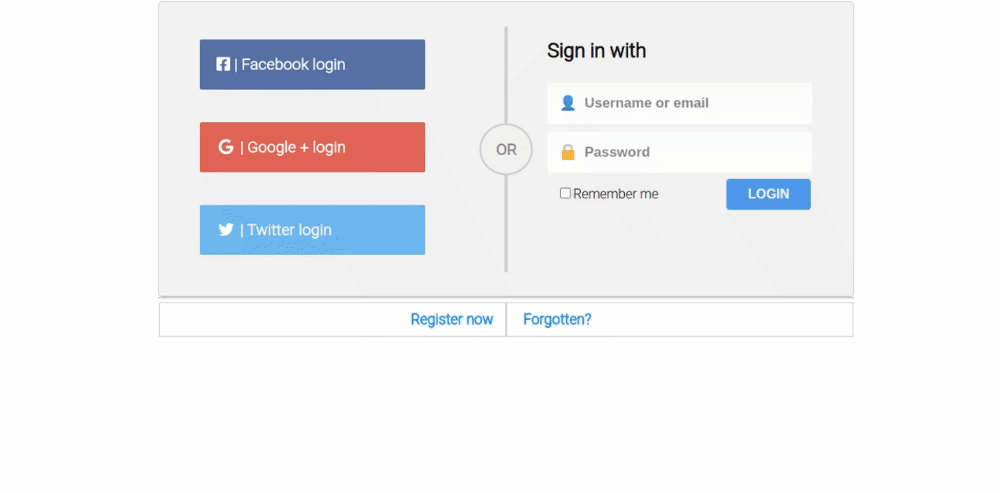 | Facebook login
| Google + login
| Twitter login
OR
Sign in with
Username or email
Password
Remember me
LOGIN
Register now
Forgotten?